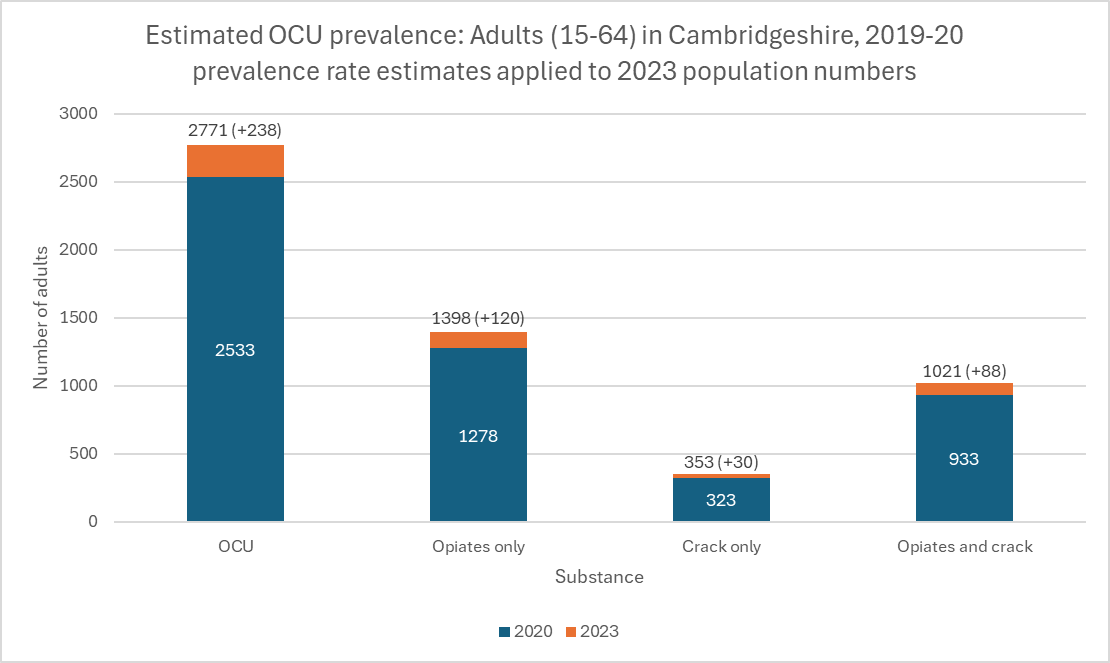 Estimated OCU prevalence: Adults (15-64) in Cambridgeshire, 2019-20
prevalence rate estimates applied to 2023 population numbers
Number of adults
3000
2500
2000
1500
1000
500
0
2771 (+238)
2533
1398 (+120)
1278
353 (+30)
323
1021 (+88)
933
OCU
Opiates only
Crack only
Opiates and crack
Substance
2020
2023